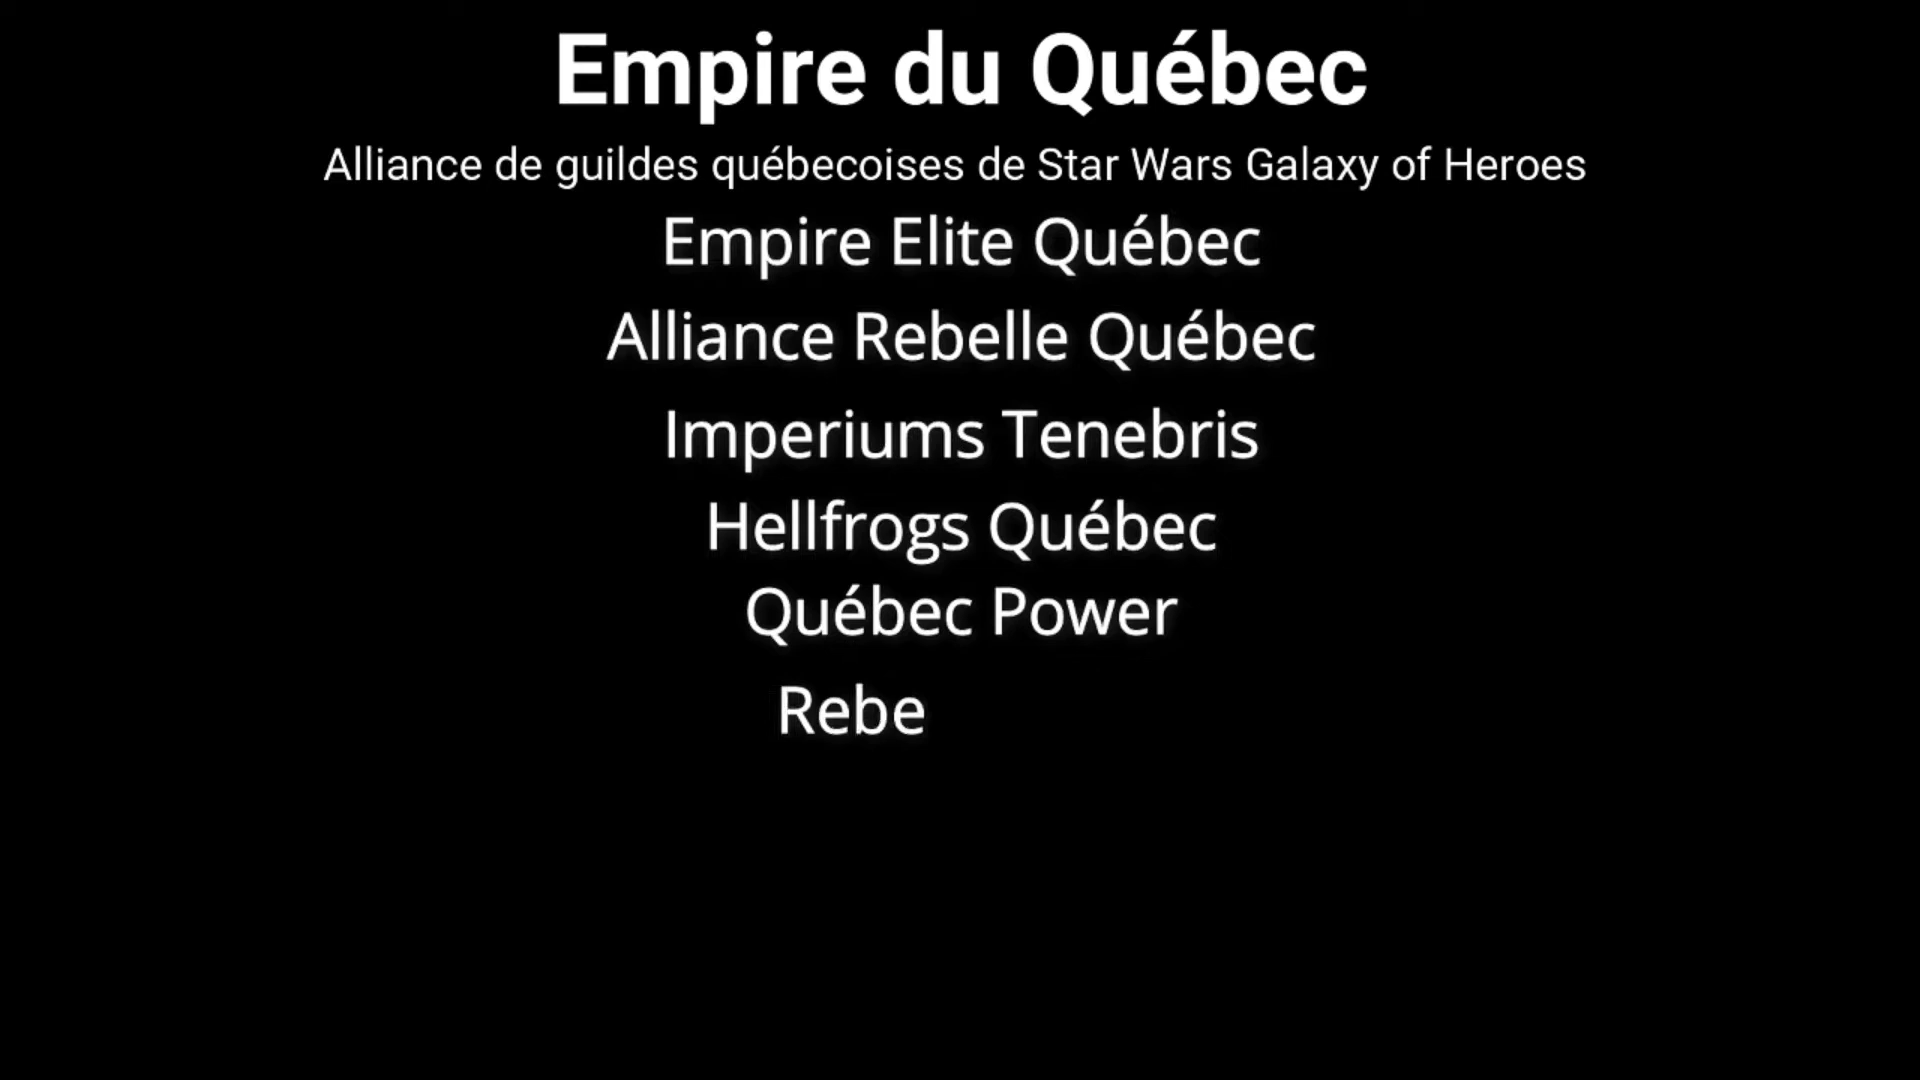 Empire du Québec
Alliance de guildes québecoises de Star Wars Galaxy of Heroes
Empire Elite Québec
Alliance Rebelle Québec
Imperiums Tenebris
Hellfrogs Québec
Québec Power
Rebe